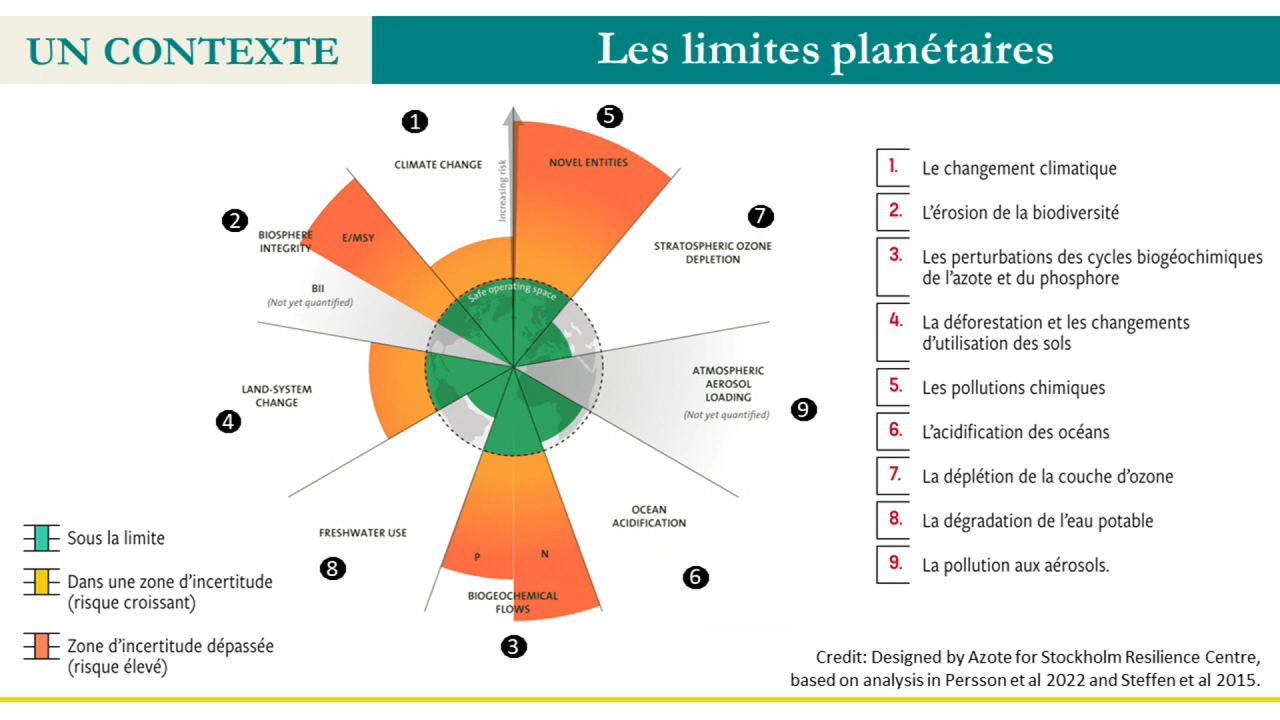 UN CONTEXTE
Les limites planétaires
1
CLIMATE CHANGE
5
NOVEL ENTITIES
Increasing risk
2
BIOSPHERE
INTEGRITY
E/MSY
BII
(Not yet quantified)
7
STRATOSPHERIC OZONE
DEPLETION
Safe operating space
LAND-SYSTEM
CHANGE
4
ATMOSPHERIC
AEROSOL
LOADING
(Not yet quantified)
9
FRESHWATER USE
8
P
N
BIOGEOCHEMICAL
FLOWS
3
OCEAN
ACIDIFICATION
6
1. Le changement climatique
2. L'érosion de la biodiversité
3. Les perturbations des cycles biogéochimiques
de l'azote et du phosphore
4. La déforestation et les changements
d'utilisation des sols
5. Les pollutions chimiques
6. L'acidification des océans
7. La déplétion de la couche d'ozone
8. La dégradation de l'eau potable
9. La pollution aux aérosols.
Sous la limite
Dans une zone d'incertitude
(risque croissant)
Zone d'incertitude dépassée
(risque élevé)
Credit: Designed by Azote for Stockholm Resilience Centre,
based on analysis in Persson et al 2022 and Steffen et al 2015.